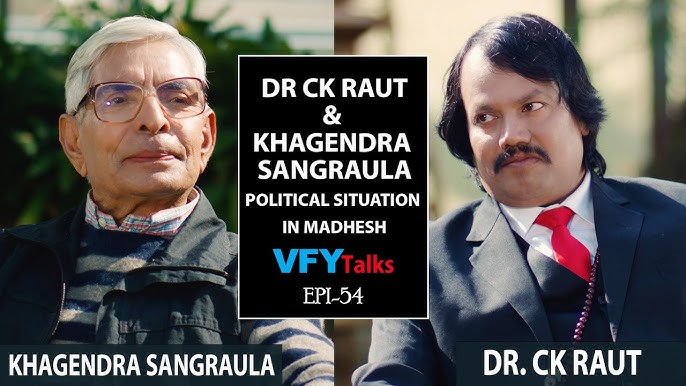 DR CK RAUT
&
KHAGENDRA
SANGRAULA
POLITICAL SITUATION
IN MADHESH
VFYTalks
EPI-54
KHAGENDRA SANGRAULA
DR. CK RAUT